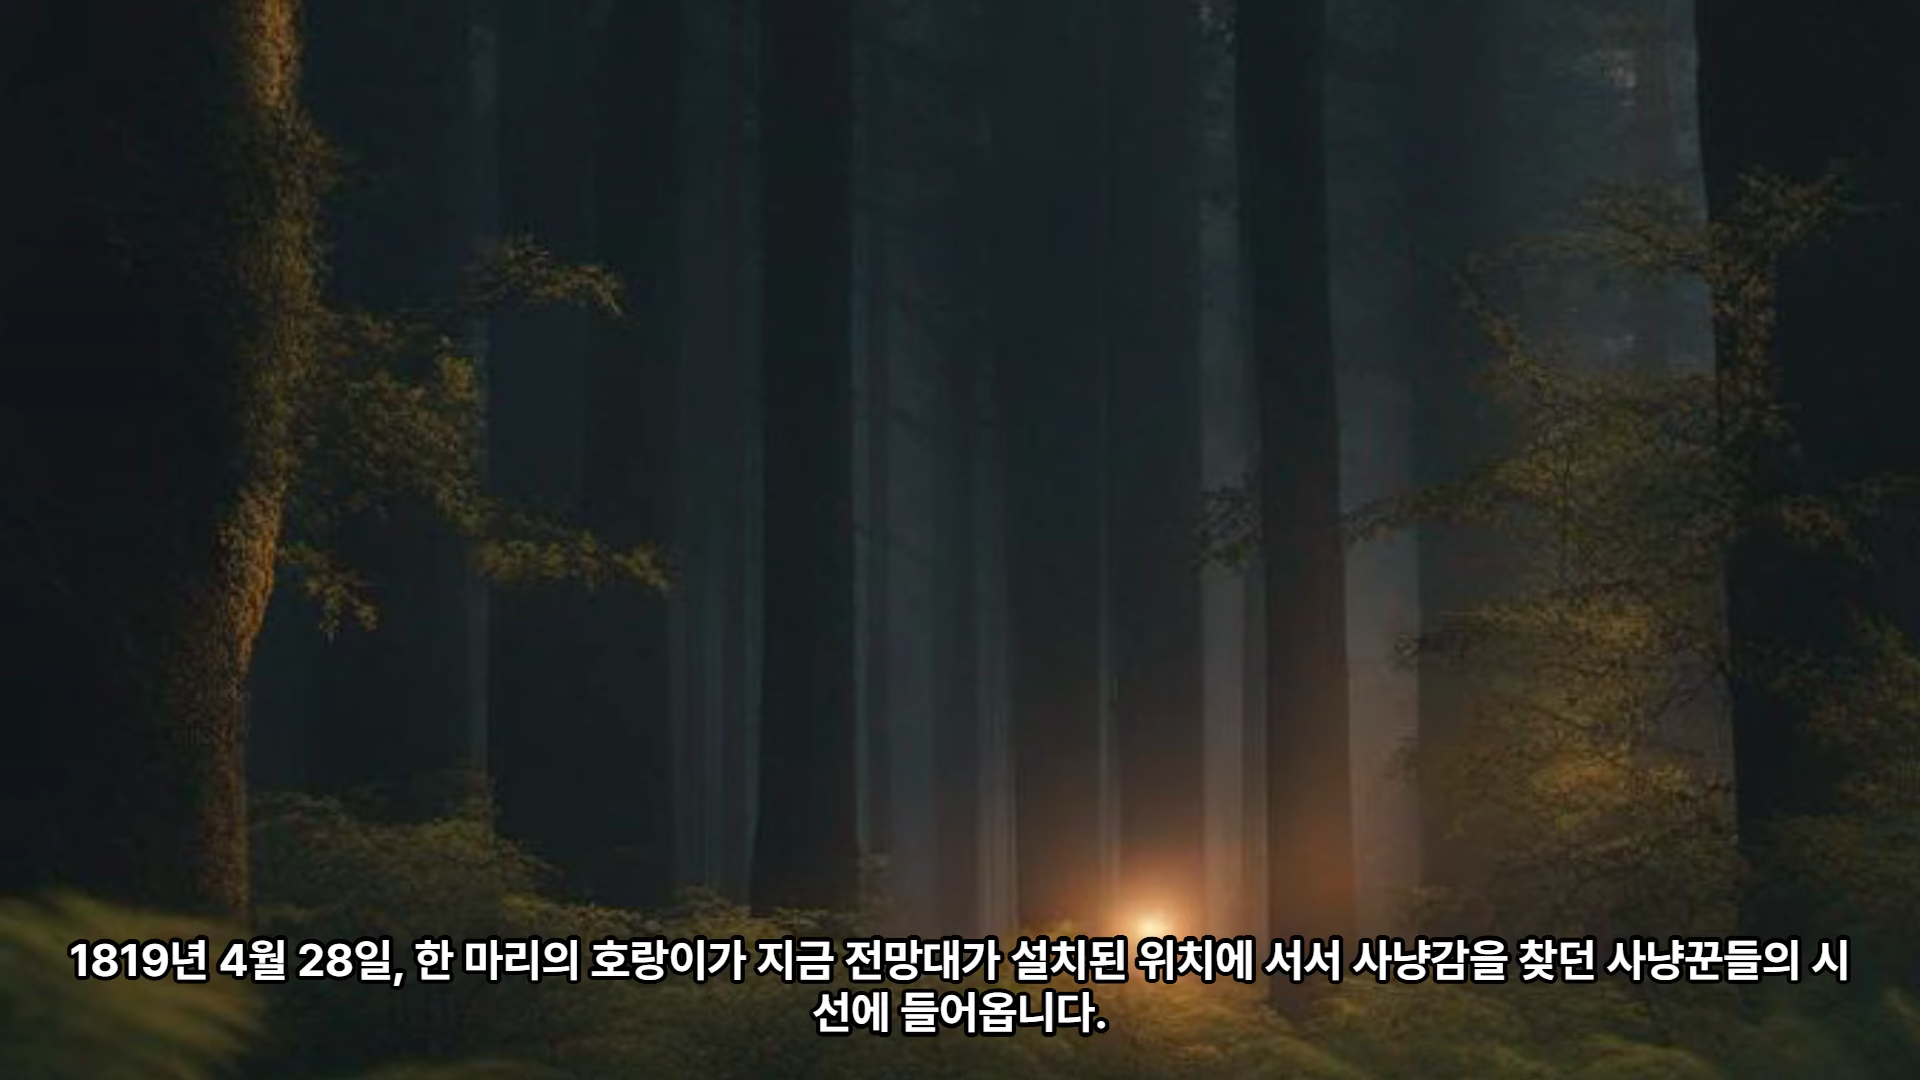 1819년 4월 28일, 한 마리의 호랑이가 지금 전망대가 설치된 위치에 서서 사냥감을 찾던 사냥꾼들의 시
선에 들어옵니다.